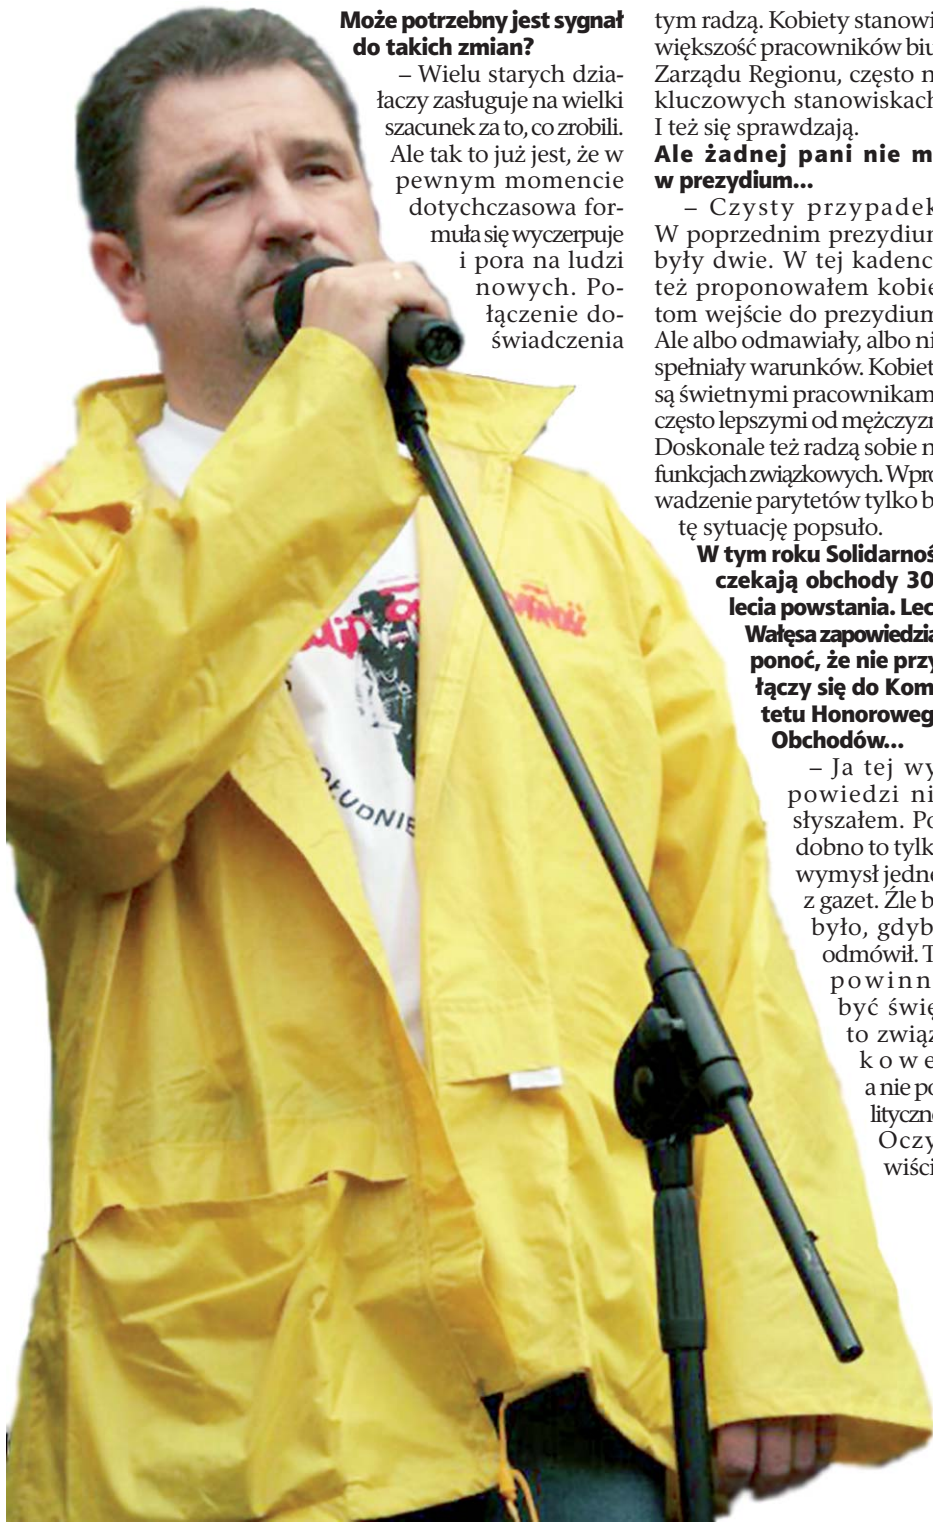 Może potrzebny jest sygnał
do takich zmian?
– Wielu starych dzia-
łaczy zasługuje na wielki
szacunek za to, co zrobili.
Ale tak to już jest, że w
pewnym momencie
dotychczasowa for-
muła się wyczerpuje
i pora na ludzi
nowych. Po-
łączenie do-
świadczenia
tym radzą. Kobiety stanowi
większość pracowników biu
Zarządu Regionu, często n
kluczowych stanowiskach
I też się sprawdzają.
Ale żadnej pani nie m
w prezydium...
– Czysty przypadek
W poprzednim prezydium
były dwie. W tej kadenc
też proponowałem kobie
tom wejście do prezydium
Ale albo odmawiały, albo ni
spełniały warunków. Kobiet
są świetnymi pracownikam
często lepszymi od mężczyzn
Doskonale też radzą sobie n
funkcjach związkowych. Wpro
wadzenie parytetów tylko b
tę sytuację popsuło.
W tym roku Solidarnoś
czekają obchody 30
lecia powstania. Lec
Wałęsa zapowiedzia
ponoć, że nie przy
łączy się do Kom
tetu Honoroweg
Obchodów...
– Ja tej wy
powiedzi ni
słyszałem. Po
dobno to tylk
wymysł jedne
z gazet. Źle b
było, gdyb
odmówił. T
powinn
być świę
to związ
kowe
a nie po
lityczne
Oczy
wiści
OŁUDNIE